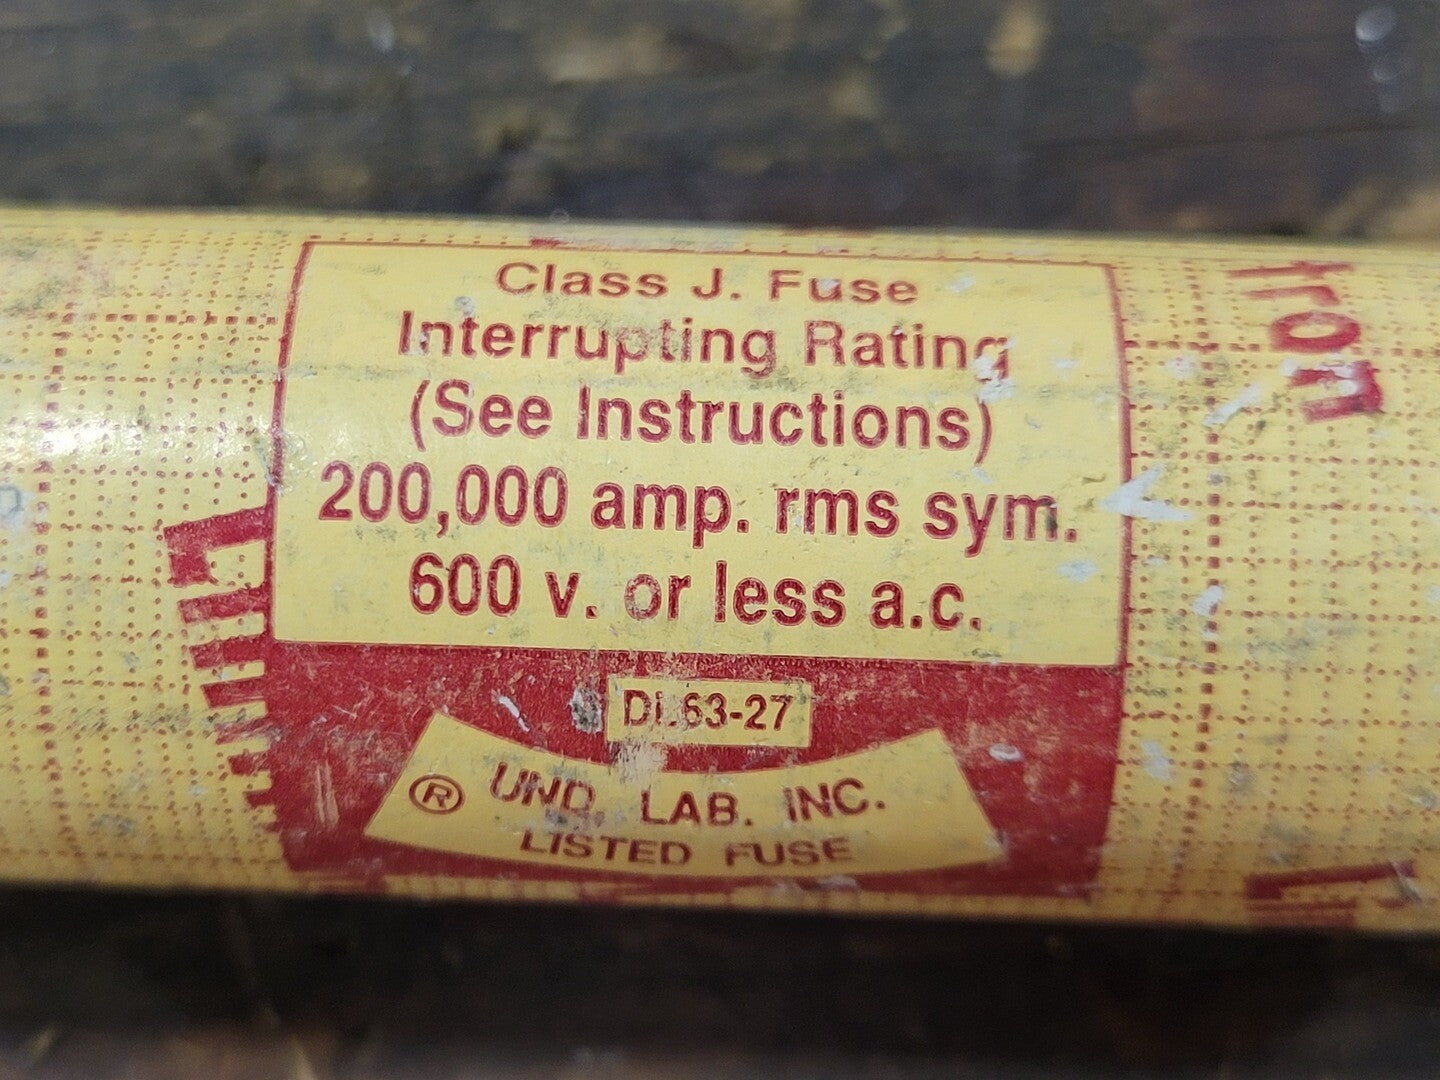 Class J. Fuse
Interrupting Rating
(See Instructions)
200,000 amp. rms sym.
600 v. or less a.c.
DL63-27
® UND. LAB. INC.
LISTED FUSE
tron